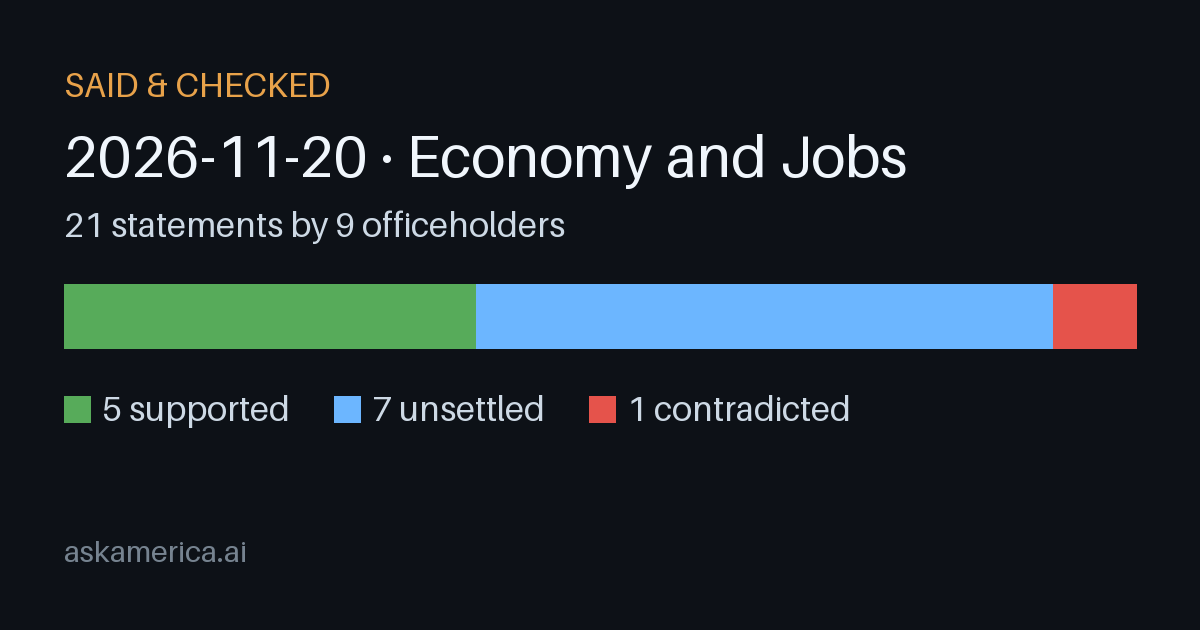 SAID & CHECKED
2026-11-20 · Economy and Jobs
21 statements by 9 officeholders
5 supported 7 unsettled 1 contradicted
askamerica.ai